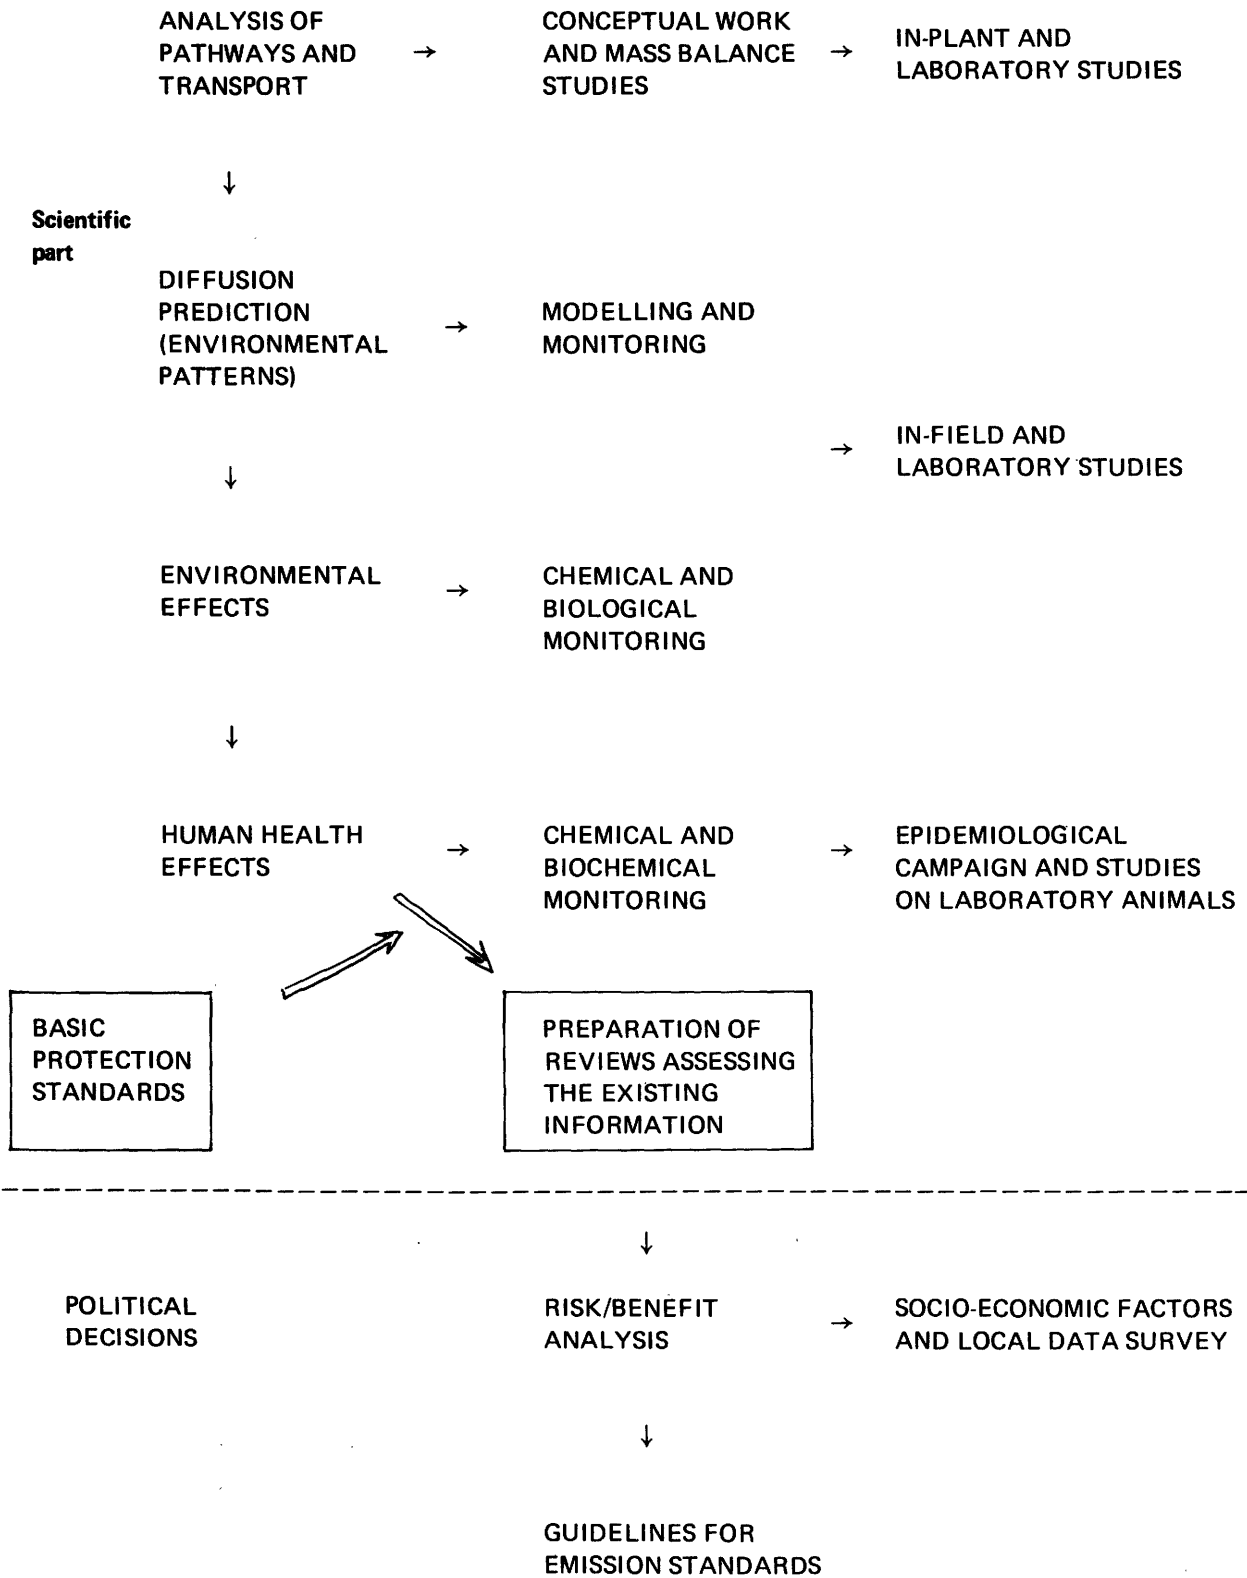 ANALYSIS OF
PATHWAYS AND
TRANSPORT
→
CONCEPTUAL WORK
AND MASS BALANCE
STUDIES
→
IN-PLANT AND
LABORATORY STUDIES
↓
Scientific
part
DIFFUSION
PREDICTION
(ENVIRONMENTAL
PATTERNS)
→
MODELLING AND
MONITORING
→
IN-FIELD AND
LABORATORY STUDIES
↓
ENVIRONMENTAL
EFFECTS
→
CHEMICAL AND
BIOLOGICAL
MONITORING
↓
HUMAN HEALTH
EFFECTS
→
CHEMICAL AND
BIOCHEMICAL
MONITORING
→
EPIDEMIOLOGICAL
CAMPAIGN AND STUDIES
ON LABORATORY ANIMALS
BASIC
PROTECTION
STANDARDS
PREPARATION OF
REVIEWS ASSESSING
THE EXISTING
INFORMATION
↓
POLITICAL
DECISIONS
RISK/BENEFIT
ANALYSIS
→
SOCIO-ECONOMIC FACTORS
AND LOCAL DATA SURVEY
↓
GUIDELINES FOR
EMISSION STANDARDS